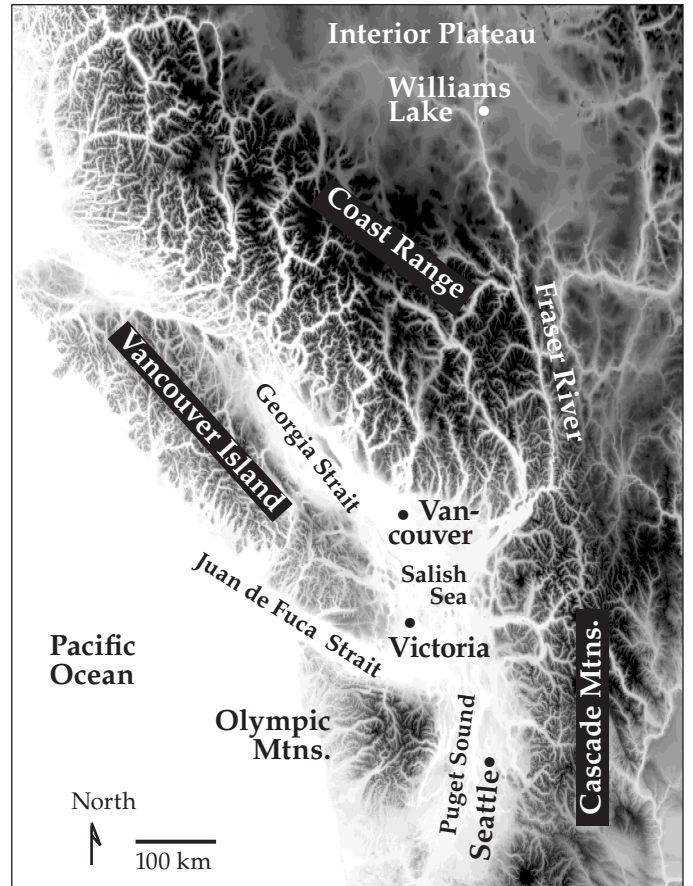 Interior Plateau
Williams
Lake
Coast Range
Fraser River
Vancouver Island
Georgia Strait
Van-
couver
Salish
Sea
Juan de Fuca Strait
Victoria
Pacific
Ocean
Cascade Mtns.
Olympic
Mtns.
Puget Sound
Seattle
North
100 km